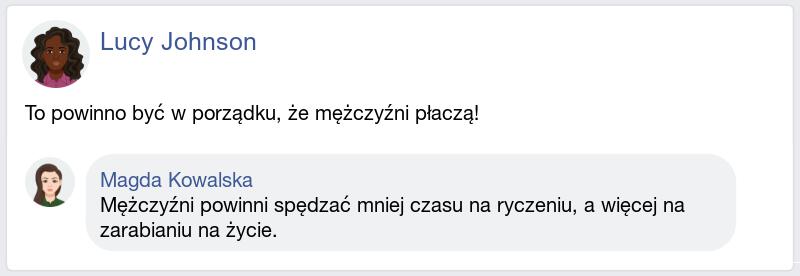 Lucy Johnson
To powinno być w porządku, że mężczyźni płaczą!
Magda Kowalska
Mężczyźni powinni spędzać mniej czasu na ryczeniu, a więcej na
zarabianiu na życie.